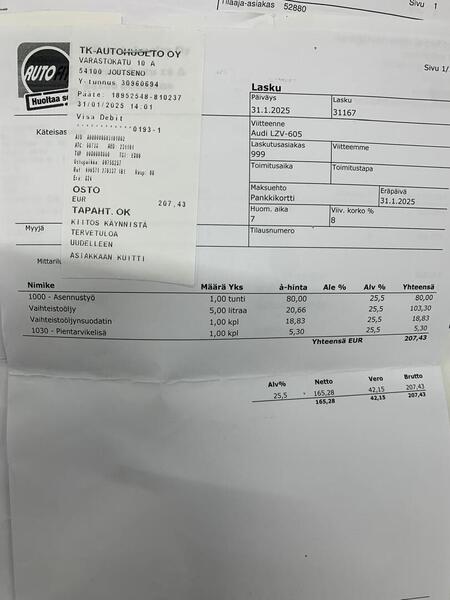 Tilaaja-asiakas 52880
Sivu 1
Sivu 1/
AUTO
Huoltaa
Käteisas
Myyjä
Mittarilu
TK-AUTOHUOLTO OY
VARASTOKATU 10 A
54100 JOUTSENO
Y-tunnus 30960694
Pääte: 18952548-810237
31/01/2025 14:01
Visa Debit
************0193-1
OSTO
EUR 207,43
TAPAHT. OK
KIITOS KÄYNNISTÄ
TERVETULOA
UUDELLEEN
ASIAKKAAN KUITTI
Lasku
Päiväys Lasku
31.1.2025 31167
Viitteenne
Audi LZV-605
Laskutusasiakas Viitteemme
999
Toimitusaika Toimitustapa
Maksuehto Eräpäivä
Pankkikortti 31.1.2025
Huom. aika Viiv. korko %
7 8
Tilausnumero
Nimike Määrä Yks à-hinta Ale % Alv % Yhteensä
1000 - Asennustyö 1,00 tunti 80,00 25,5 80,00
Vaihteistoöljy 5,00 litraa 20,66 25,5 103,30
Vaihteistoöljynsuodatin 1,00 kpl 18,83 25,5 18,83
1030 - Pientarvikelisä 1,00 kpl 5,30 25,5 5,30
Yhteensä EUR 207,43
Alv% Netto Vero Brutto
25,5 165,28 42,15 207,43
165,28 42,15 207,43